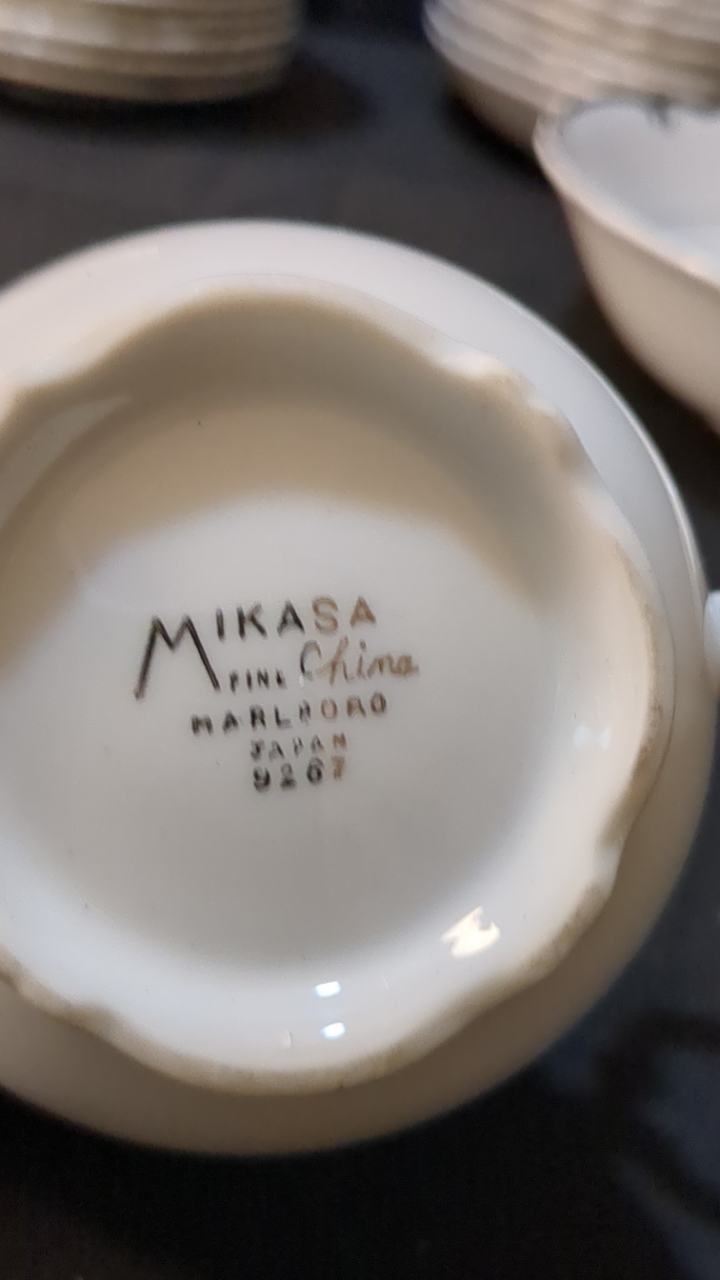 MIKASA
FINE China
MARLBORO
JAPAN
9267